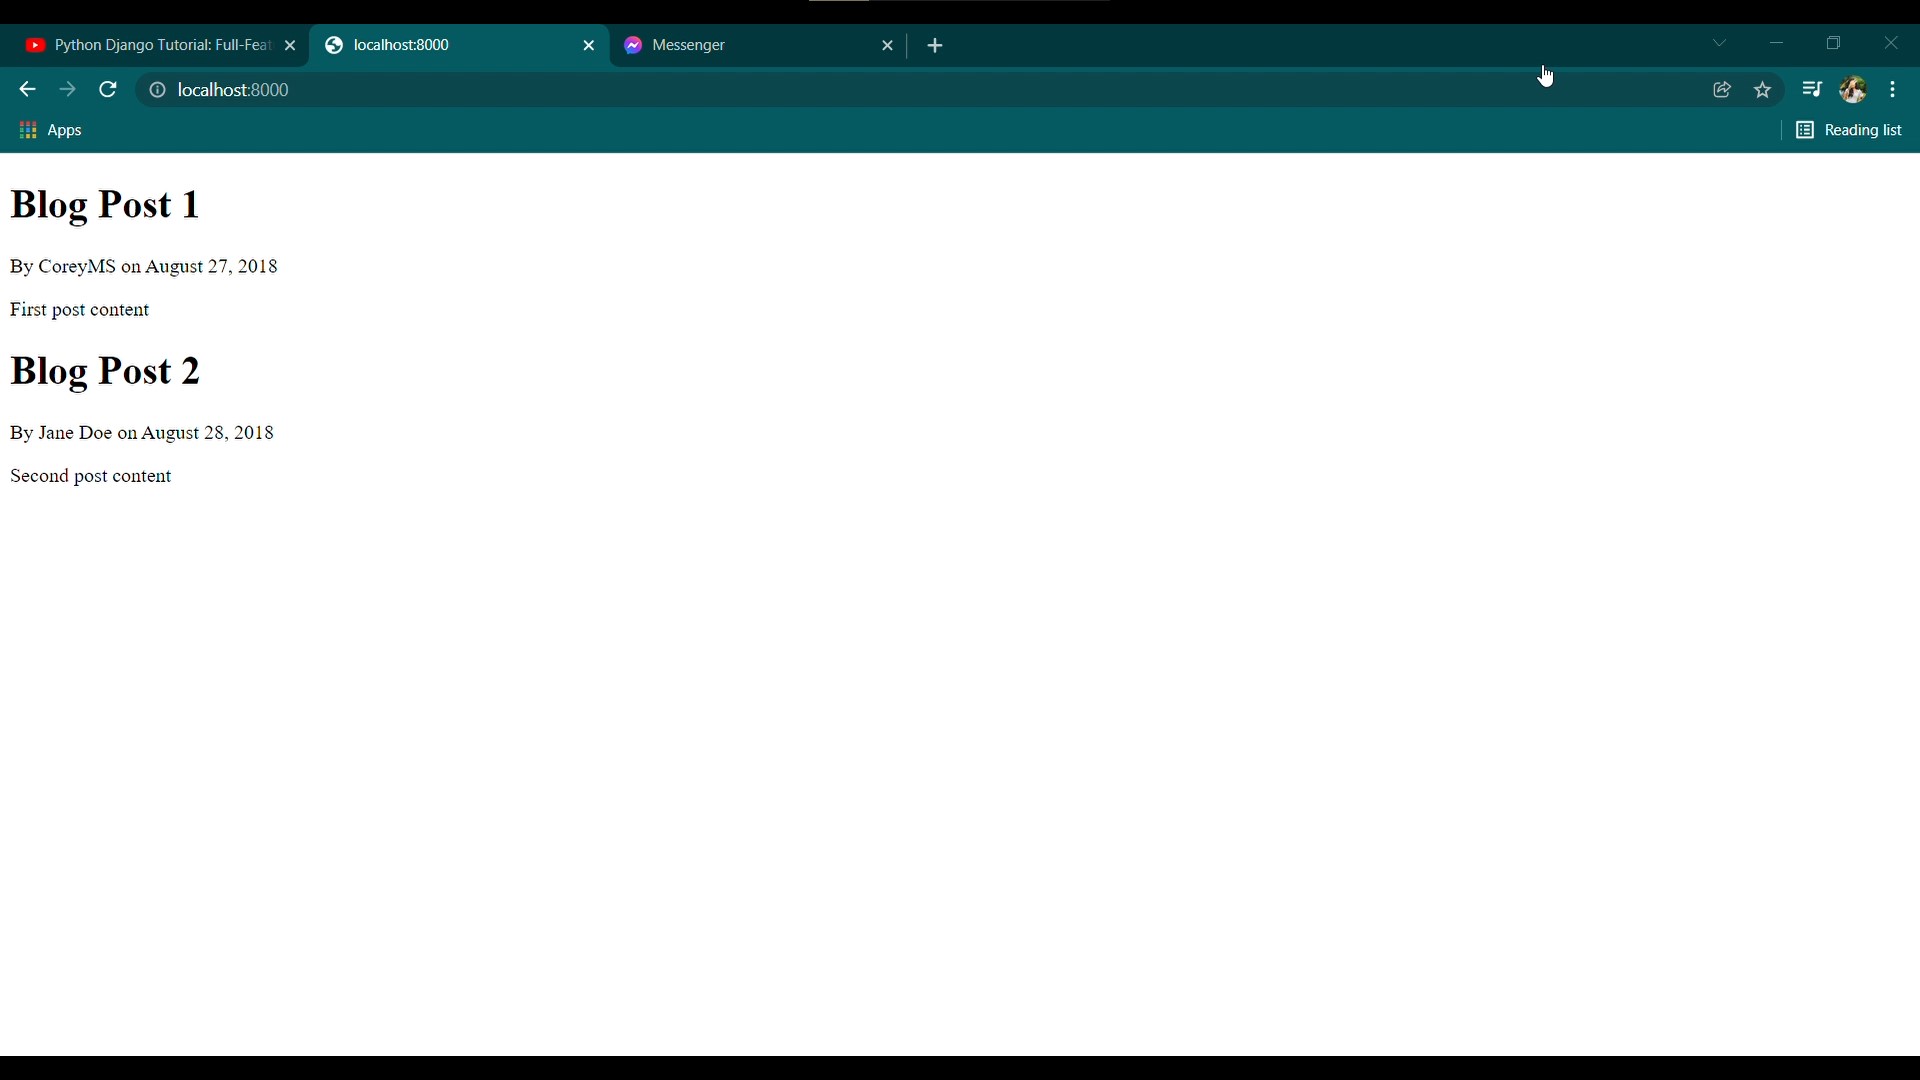 Python Django Tutorial: Full-Feat
localhost:8000
Messenger
localhost:8000
Apps
Reading list
Blog Post 1
By CoreyMS on August 27, 2018
First post content
Blog Post 2
By Jane Doe on August 28, 2018
Second post content